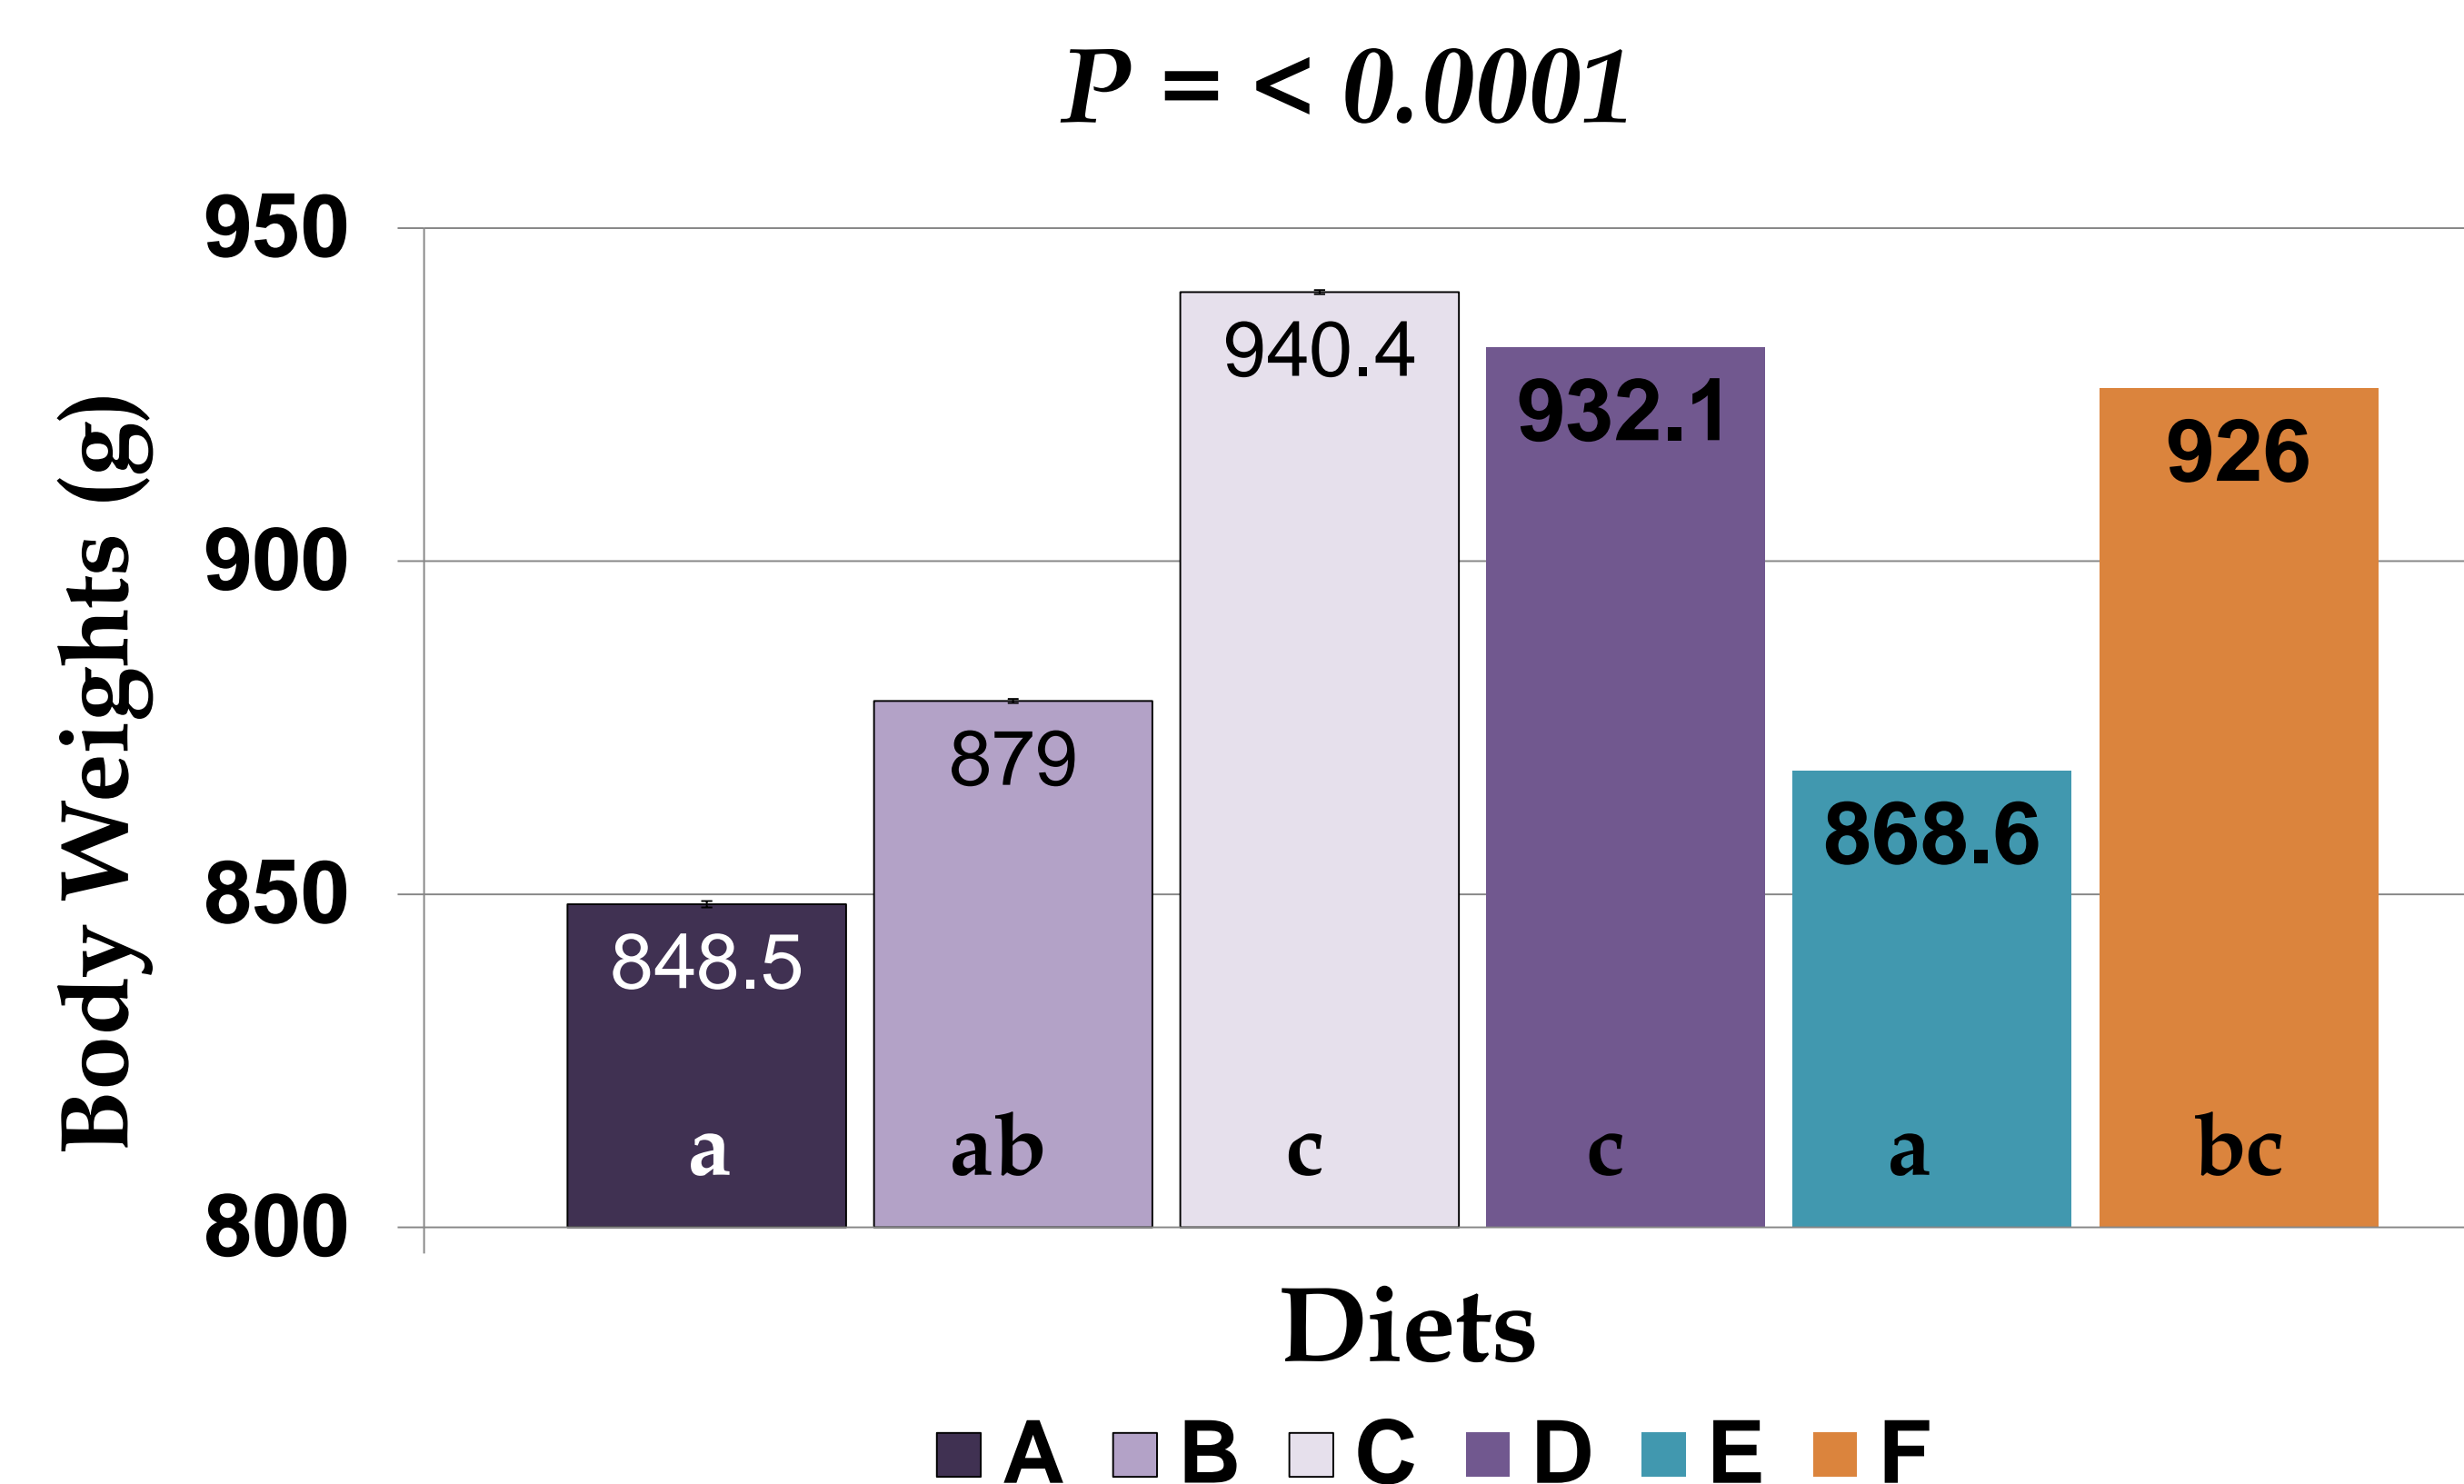 P = < 0.0001
Body Weights (g)
950
900
850
800
848.5
879
940.4
932.1
868.6
926
a
ab
c
c
a
bc
Diets
A B C D E F